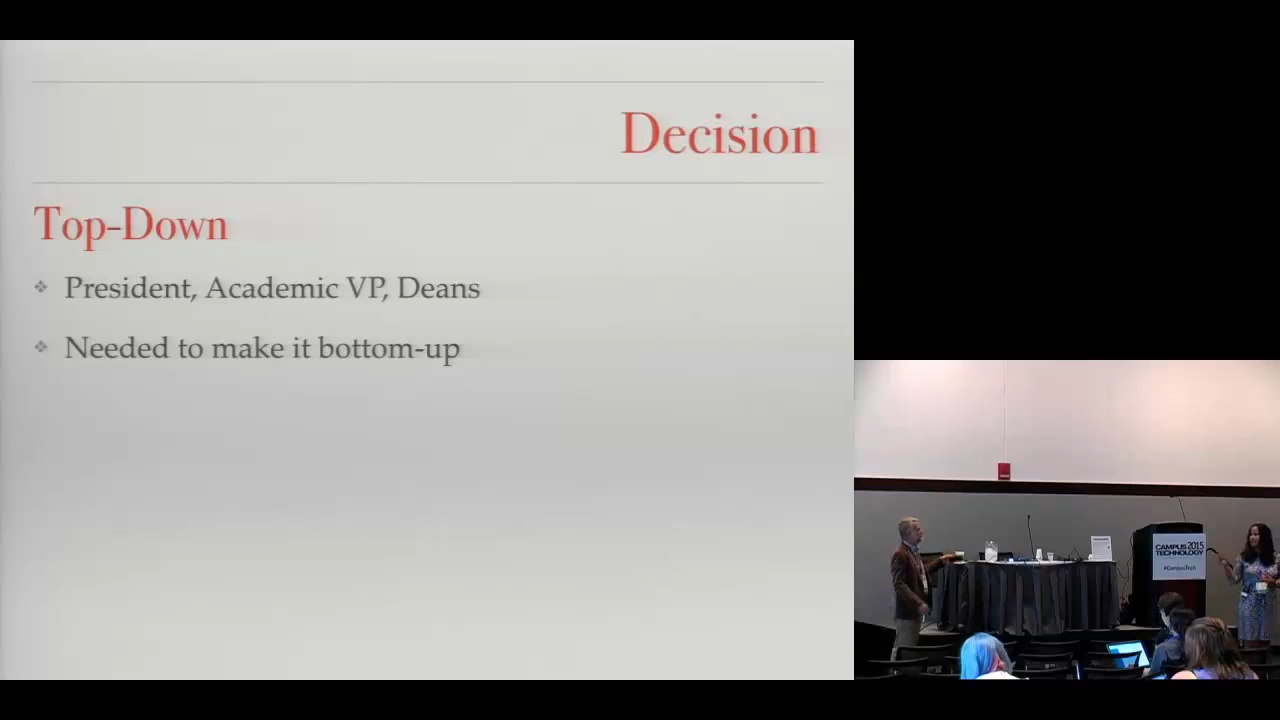 Decision
Top-Down
President, Academic VP, Deans
Needed to make it bottom-up
CAMPUS 2015
TECHNOLOGY
#CampusTech